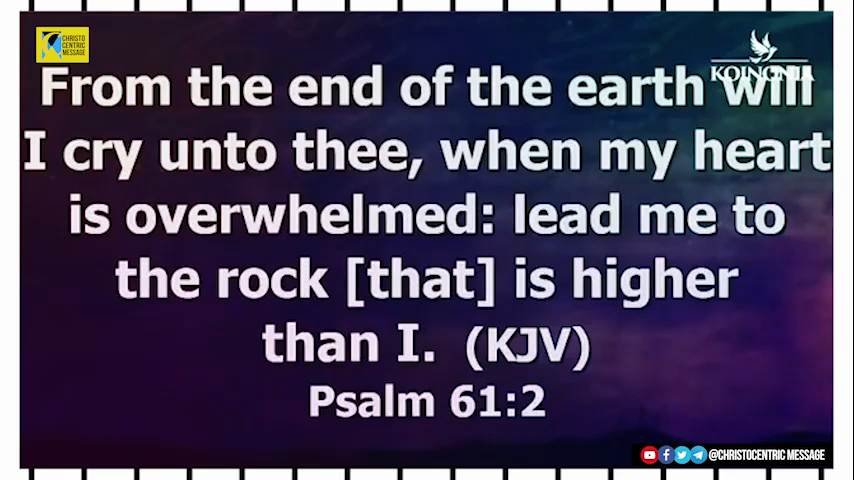 CHRISTO
CENTRIC
MESSAGE
KOINONIA
From the end of the earth will
I cry unto thee, when my heart
is overwhelmed: lead me to
the rock [that] is higher
than I. (KJV)
Psalm 61:2
@CHRISTOCENTRIC MESSAGE